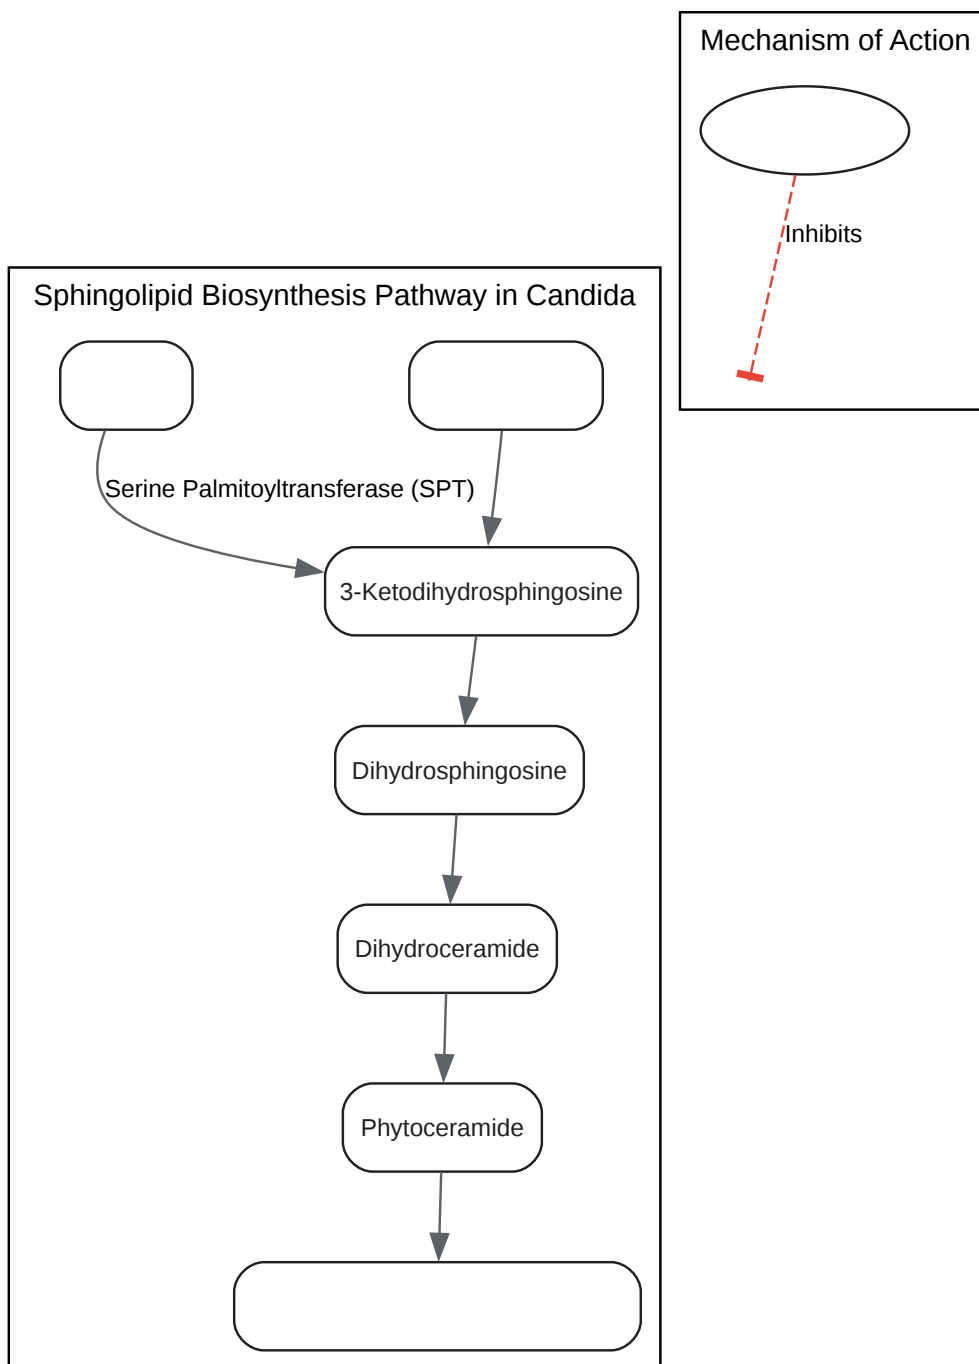 Mechanism of Action
Inhibits
Sphingolipid Biosynthesis Pathway in Candida
Serine Palmitoyltransferase (SPT)
3-Ketodihydrosphingosine
Dihydrosphingosine
Dihydroceramide
Phytoceramide